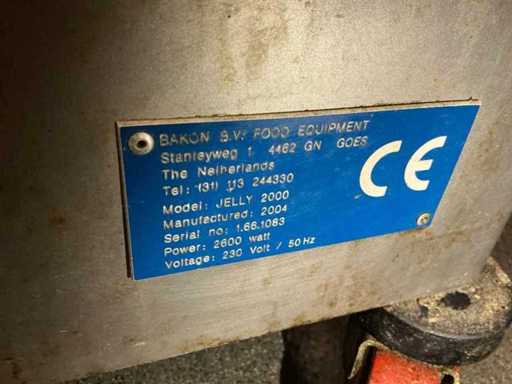 BAKON B.V. FOOD EQUIPMENT
Stanleyweg 1 4462 GN GOES
The Netherlands
Tel: (31) 113 244330
Model: JELLY 2000
Manufactured: 2004
Serial no: 1.66.1083
Power: 2600 watt
Voltage: 230 Volt / 50 Hz
CE